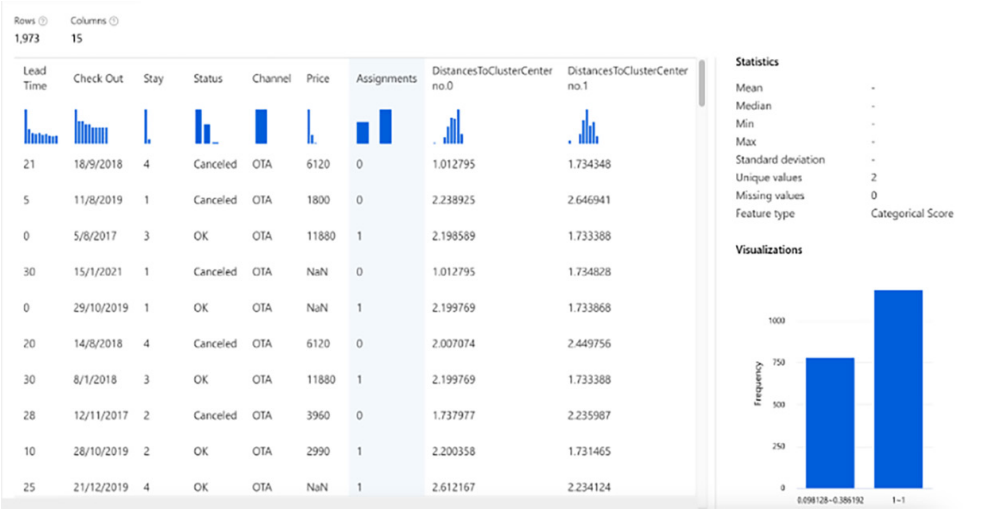 Rows ?
Columns ?
1,973
15
Lead Time
Check Out
Stay
Status
Channel
Price
Assignments
DistancesToClusterCenter no.0
DistancesToClusterCenter no.1
21 18/9/2018 4 Canceled OTA 6120 0 1.012795 1.734348
5 11/8/2019 1 Canceled OTA 1800 0 2.238925 2.646941
0 5/8/2017 3 OK OTA 11880 1 2.198589 1.733388
30 15/1/2021 1 Canceled OTA NaN 0 1.012795 1.734828
0 29/10/2019 1 OK OTA NaN 1 2.199769 1.733868
20 14/8/2018 4 Canceled OTA 6120 0 2.007074 2.449756
30 8/1/2018 3 OK OTA 11880 1 2.199769 1.733388
28 12/11/2017 2 Canceled OTA 3960 0 1.737977 2.235987
10 28/10/2019 2 OK OTA 2990 1 2.200358 1.731465
25 21/12/2019 4 OK OTA NaN 1 2.612167 2.234124
Statistics
Mean -
Median -
Min -
Max -
Standard deviation -
Unique values 2
Missing values 0
Feature type Categorical Score
Visualizations
Frequency
1000
750
500
250
0
0.098128~0.386192
1~1